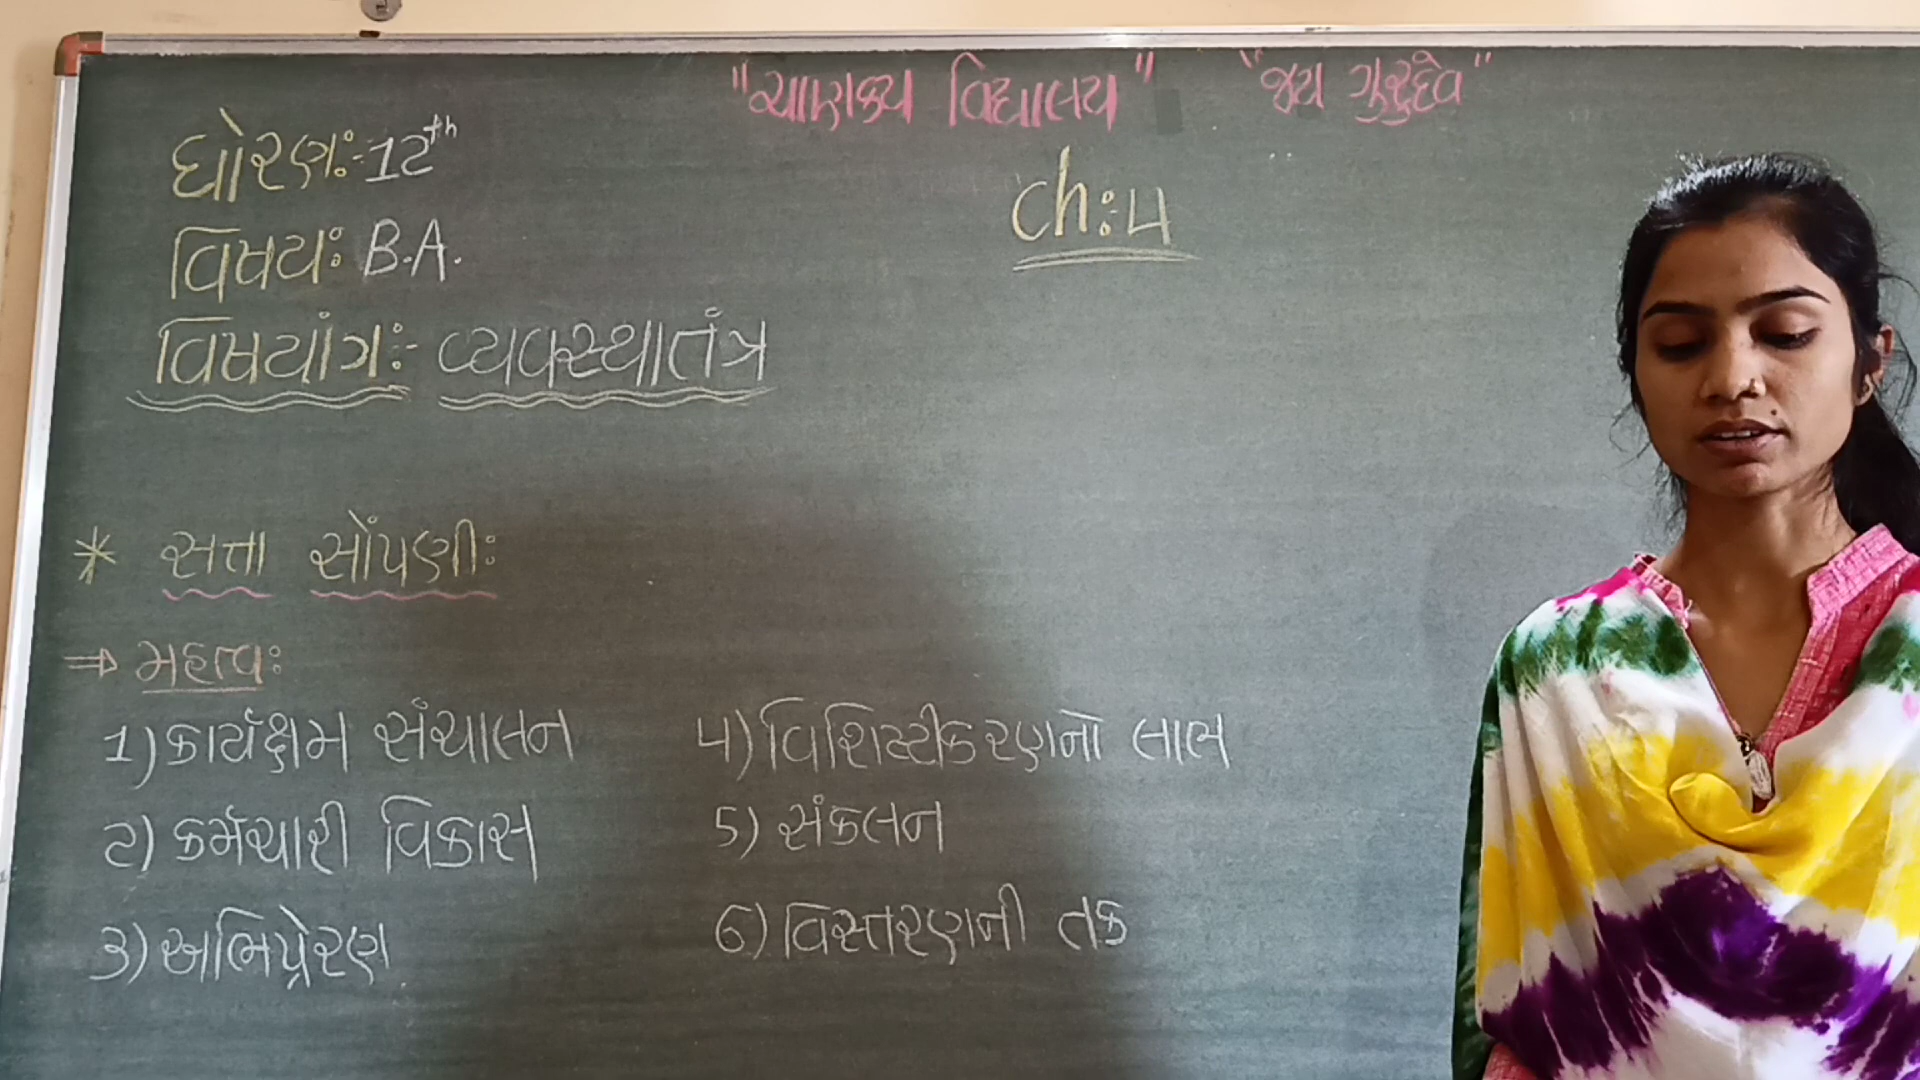 "ચાણક્ય વિદ્યાલય" "જય ગુરુદેવ"
ધોરણઃ-12th
Ch:-4
વિષયઃ B.A.
વિષયાંગઃ- વ્યવસ્થાતંત્ર
* સત્તા સોંપણીઃ
⇒ મહત્વઃ
1) કાર્યક્ષમ સંચાલન
2) કર્મચારી વિકાસ
3) અભિપ્રેરણ
4) વિશિષ્ટીકરણનો લાભ
5) સંકલન
6) વિસ્તરણની તક